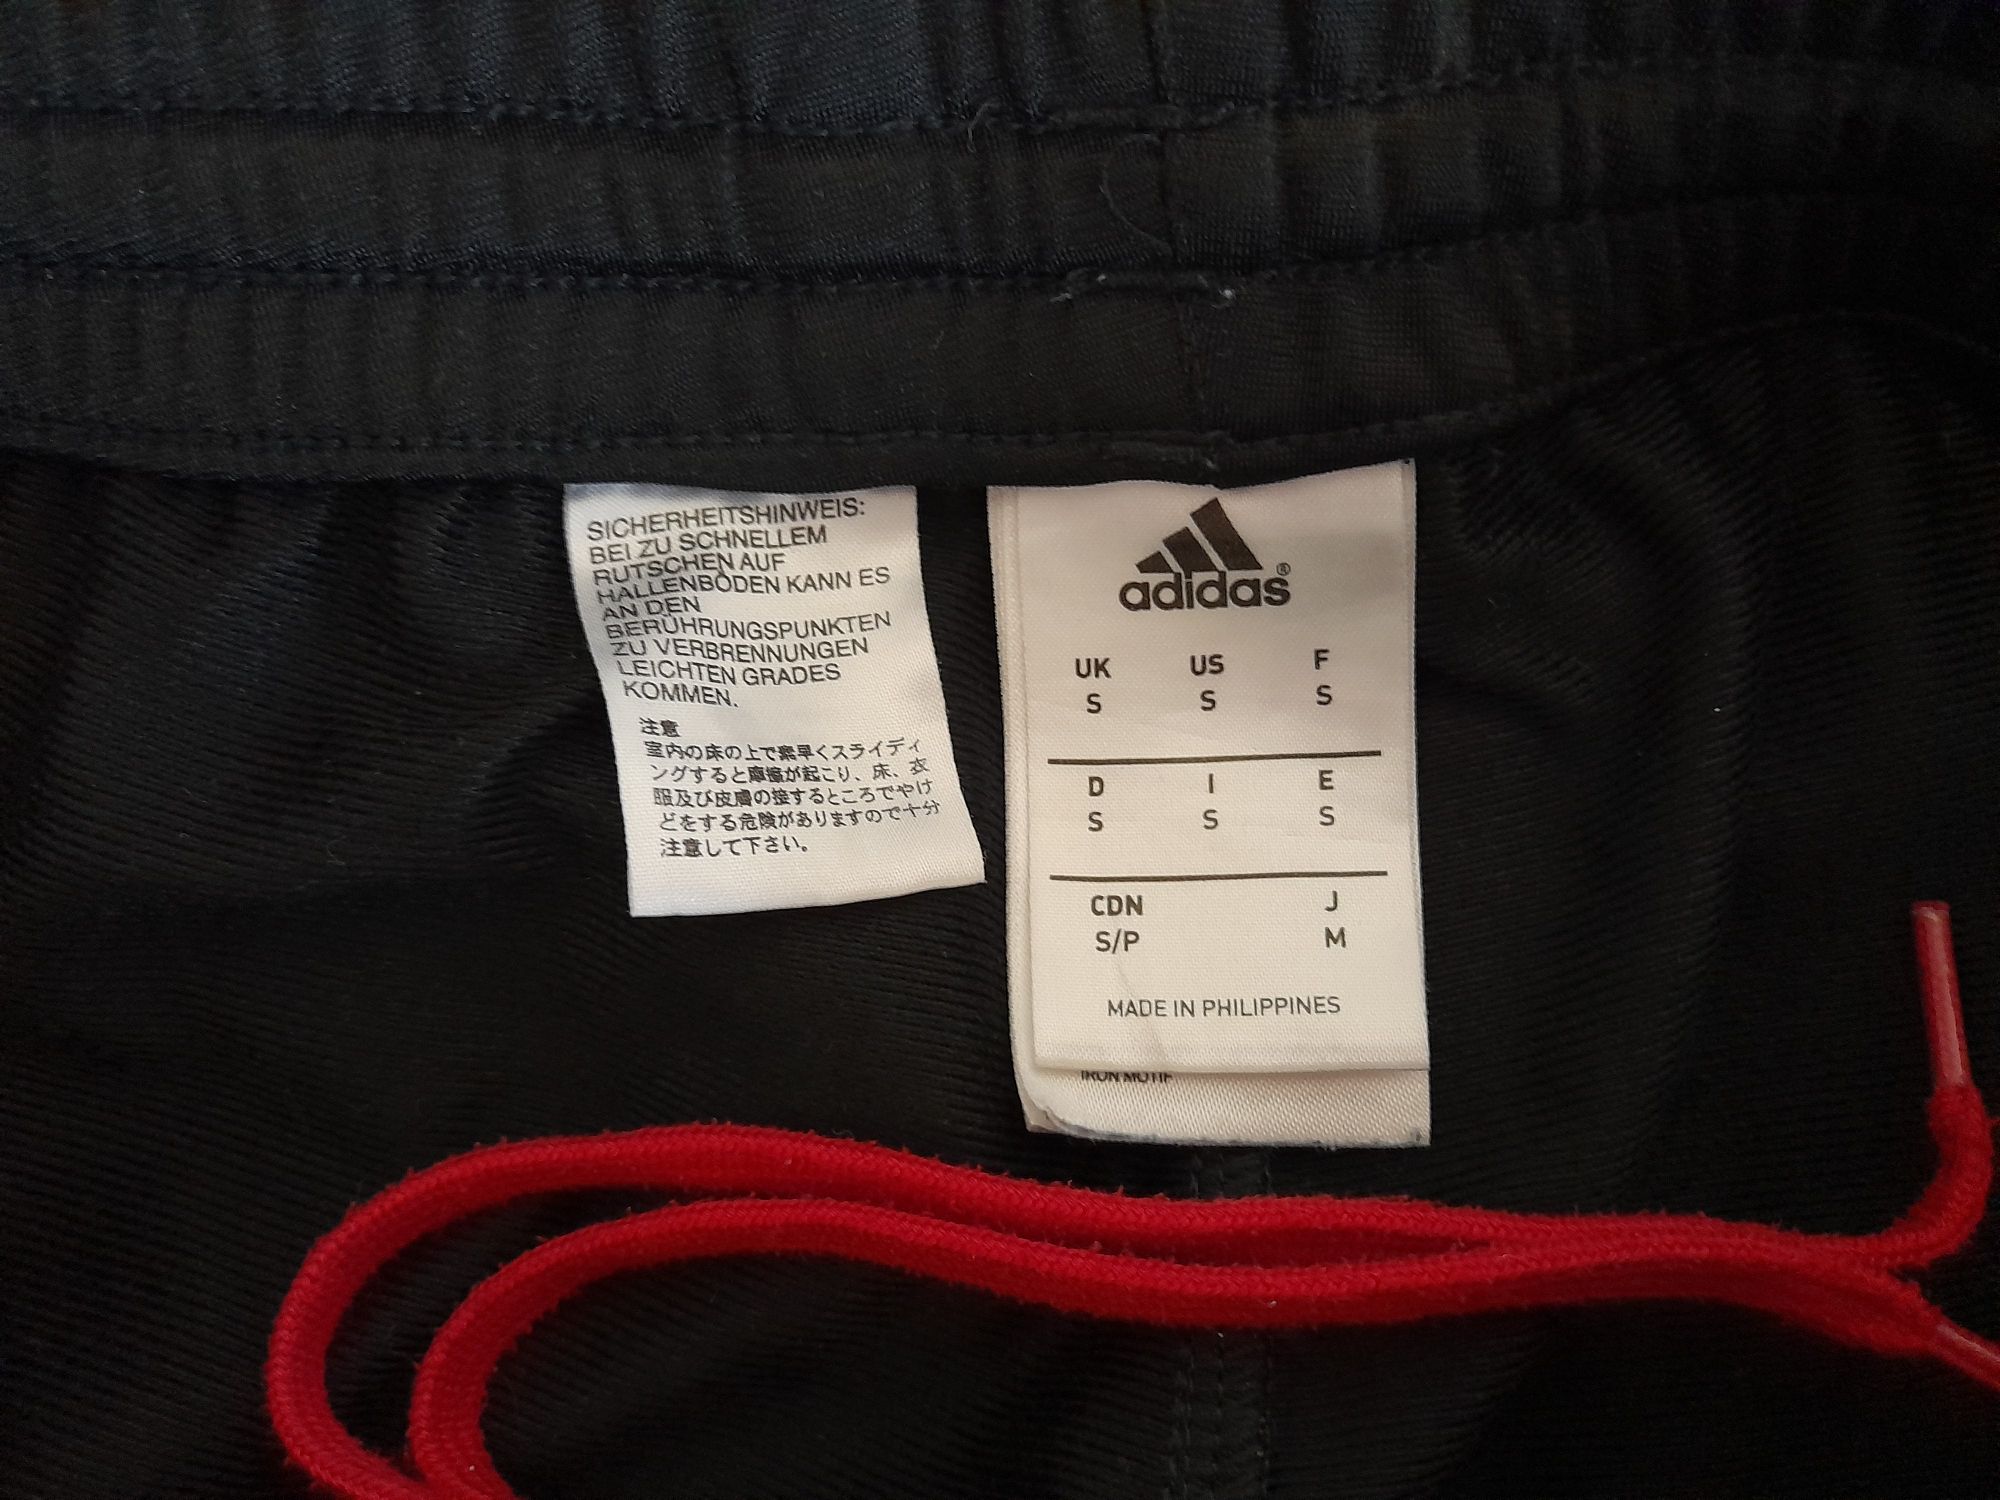 SICHERHEITSHINWEIS:
BEI ZU SCHNELLEM
RUTSCHEN AUF
HALLENBÖDEN KANN ES
AN DEN
BERÜHRUNGSPUNKTEN
ZU VERBRENNUNGEN
LEICHTEN GRADES
KOMMEN.
注意
室内の床の上で素早くスライディ
ングすると摩擦が起こり、床、衣
服及び皮膚の接するところでやけ
どをする危険がありますので十分
注意して下さい。
adidas®
UK US F
S S S
D I E
S S S
CDN J
S/P M
MADE IN PHILIPPINES
IRON MOTIF